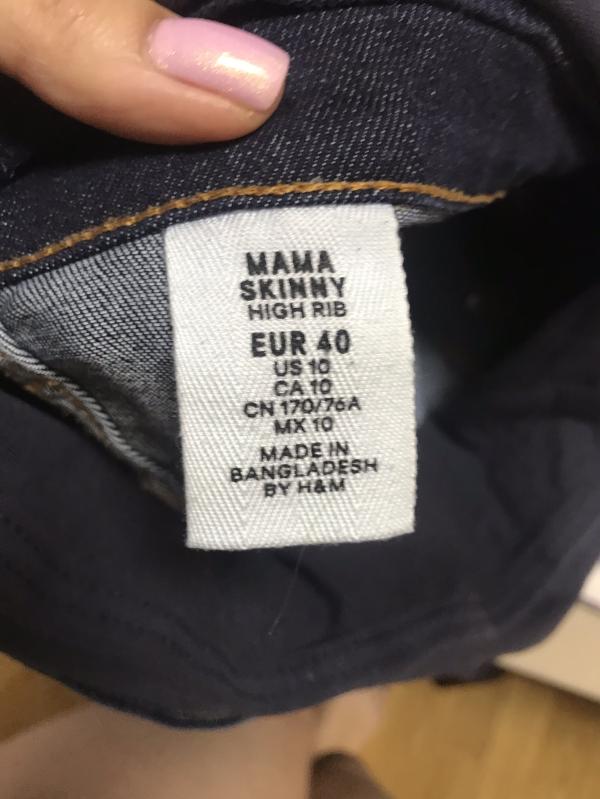 MAMA
SKINNY
HIGH RIB
EUR 40
US 10
CA 10
CN 170/76A
MX 10
MADE IN
BANGLADESH
BY H&M